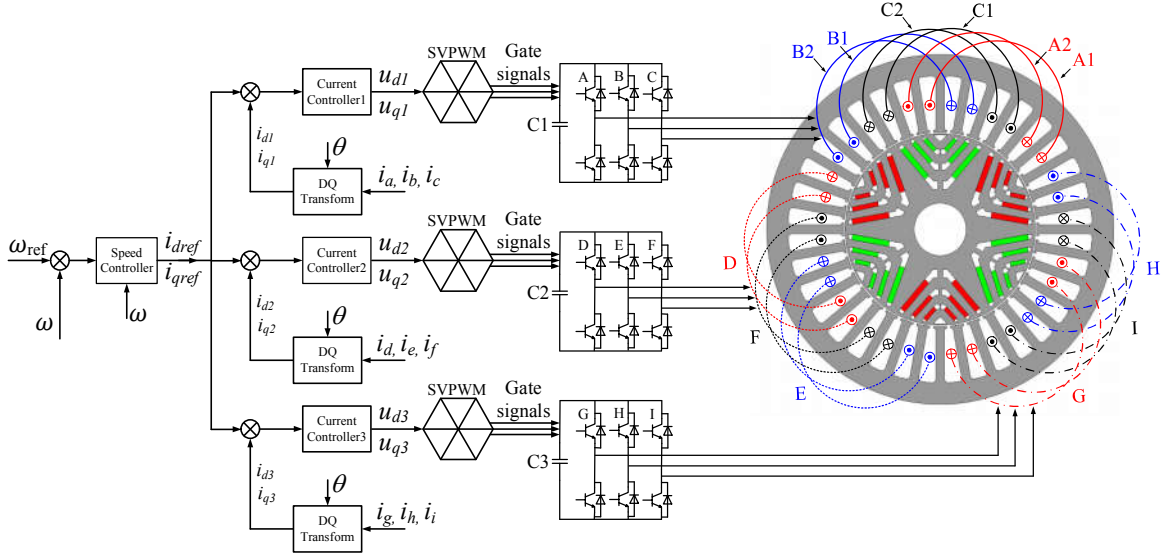 ω_ref
ω
Speed
Controller
ω
i_dref
i_qref
i_d1
i_q1
Current
Controller1
u_d1
u_q1
θ
DQ
Transform
i_a, i_b, i_c
SVPWM
Gate
signals
C1
A B C
i_d2
i_q2
Current
Controller2
u_d2
u_q2
θ
DQ
Transform
i_d, i_e, i_f
SVPWM
Gate
signals
C2
D E F
i_d3
i_q3
Current
Controller3
u_d3
u_q3
θ
DQ
Transform
i_g, i_h, i_i
SVPWM
Gate
signals
C3
G H I
C2 C1
B1
B2
A2
A1
D
F
E
H
I
G